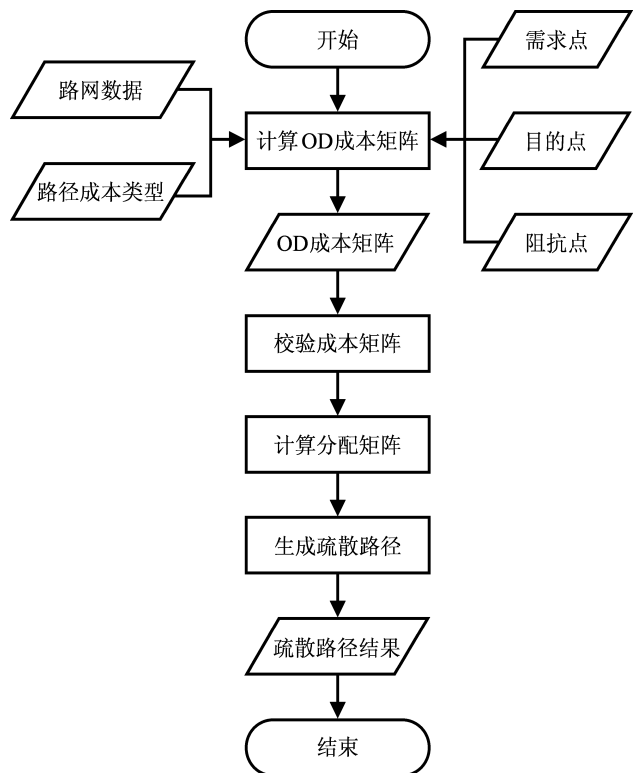 开始
需求点
路网数据
计算OD成本矩阵
目的点
路径成本类型
OD成本矩阵
阻抗点
校验成本矩阵
计算分配矩阵
生成疏散路径
疏散路径结果
结束